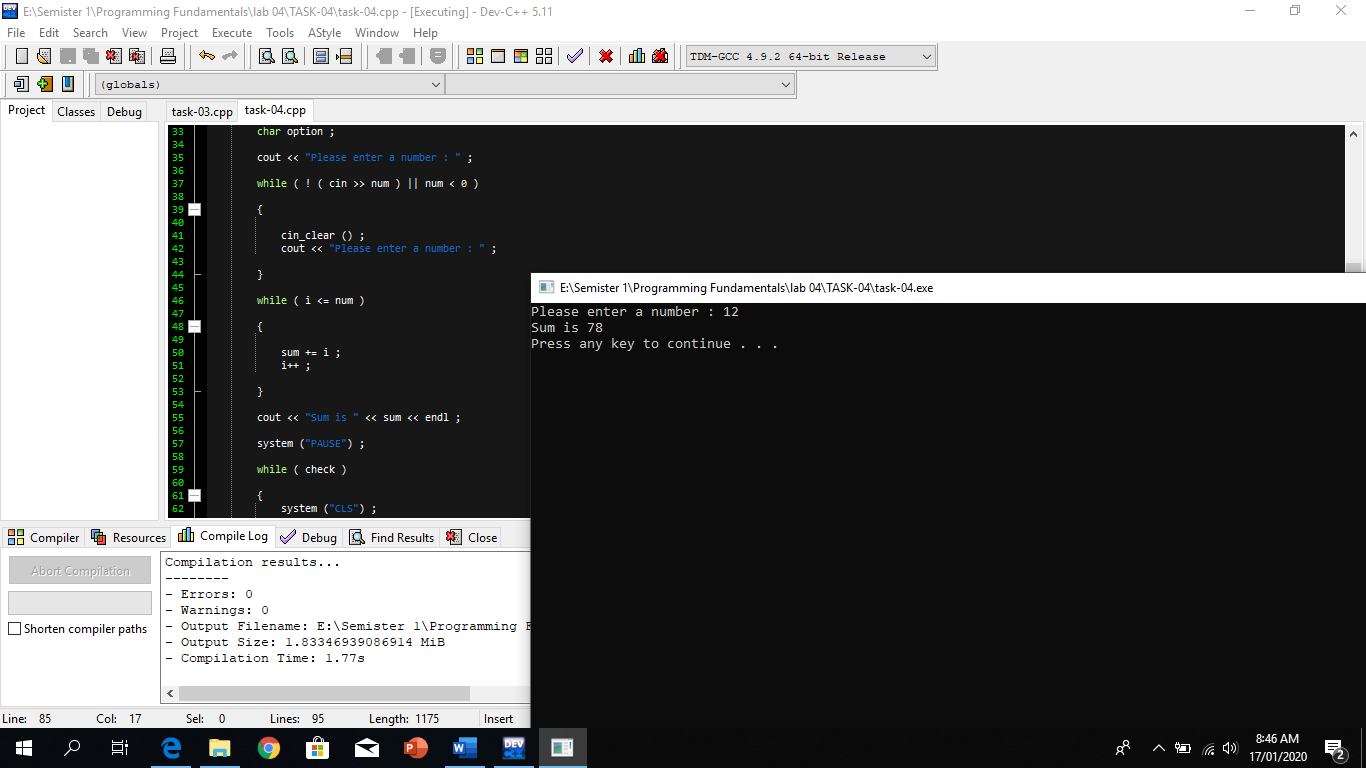 E:\Semister 1\Programming Fundamentals\lab 04\TASK-04\task-04.cpp - [Executing] - Dev-C++ 5.11
File Edit Search View Project Execute Tools AStyle Window Help
TDM-GCC 4.9.2 64-bit Release
(globals)
Project Classes Debug task-03.cpp task-04.cpp
33 char option ;
34
35 cout << "Please enter a number : " ;
36
37 while ( ! ( cin >> num ) || num < 0 )
38
39 {
40
41 cin_clear () ;
42 cout << "Please enter a number : " ;
43
44 }
45
46 while ( i <= num )
47
48 {
49
50 sum += i ;
51 i++ ;
52
53 }
54
55 cout << "Sum is " << sum << endl ;
56
57 system ("PAUSE") ;
58
59 while ( check )
60
61 {
62 system ("CLS") ;
E:\Semister 1\Programming Fundamentals\lab 04\TASK-04\task-04.exe
Please enter a number : 12
Sum is 78
Press any key to continue . . .
Compiler Resources Compile Log Debug Find Results Close
Abort Compilation
Shorten compiler paths
Compilation results...
--------
- Errors: 0
- Warnings: 0
- Output Filename: E:\Semister 1\Programming
- Output Size: 1.83346939086914 MiB
- Compilation Time: 1.77s
Line: 85 Col: 17 Sel: 0 Lines: 95 Length: 1175 Insert
DEV
8:46 AM
17/01/2020
2